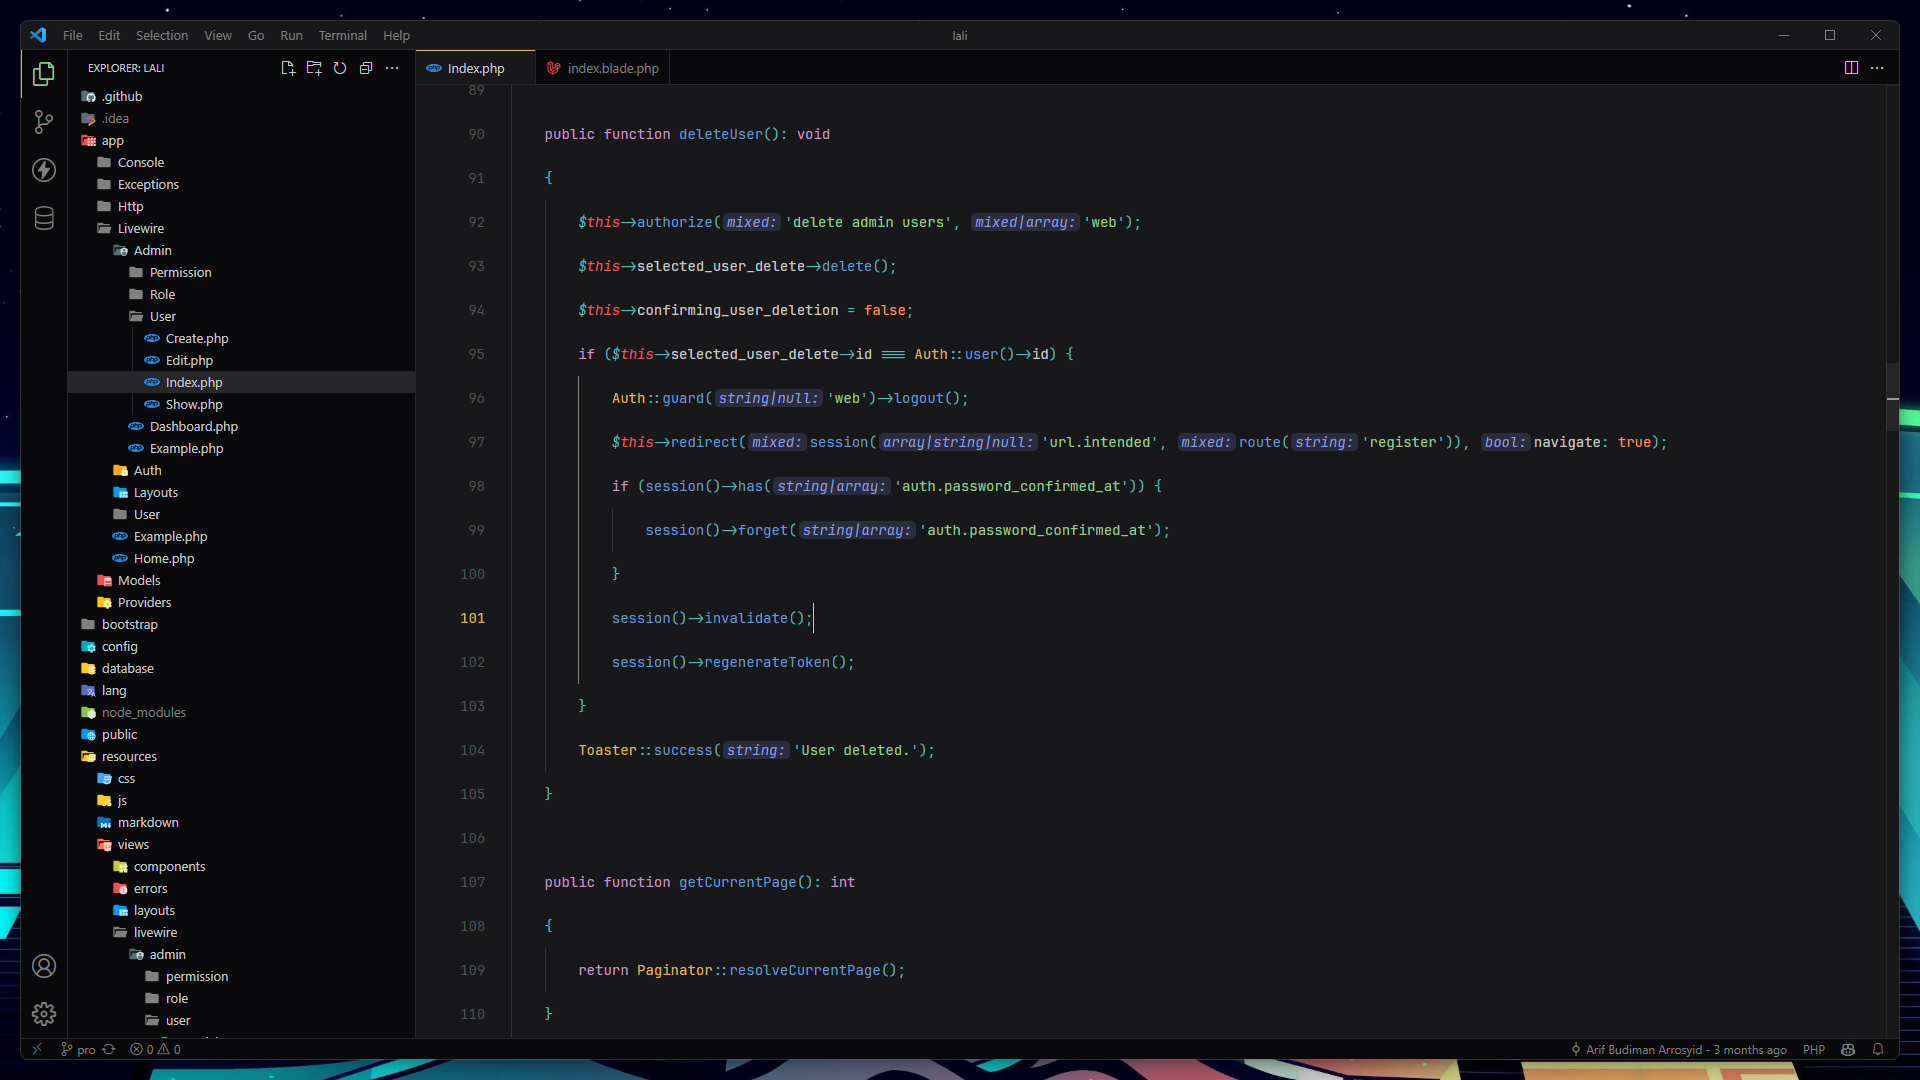 File Edit Selection View Go Run Terminal Help
lali
EXPLORER: LALI
.github
.idea
app
Console
Exceptions
Http
Livewire
Admin
Permission
Role
User
Create.php
Edit.php
Index.php
Show.php
Dashboard.php
Example.php
Auth
Layouts
User
Example.php
Home.php
Models
Providers
bootstrap
config
database
lang
node_modules
public
resources
css
js
markdown
views
components
errors
layouts
livewire
admin
permission
role
user
Index.php index.blade.php
89
90 public function deleteUser(): void
91 {
92 $this->authorize(mixed: 'delete admin users', mixed|array: 'web');
93 $this->selected_user_delete->delete();
94 $this->confirming_user_deletion = false;
95 if ($this->selected_user_delete->id === Auth::user()->id) {
96 Auth::guard(string|null: 'web')->logout();
97 $this->redirect(mixed: session(array|string|null: 'url.intended', mixed: route(string: 'register')), bool: navigate: true);
98 if (session()->has(string|array: 'auth.password_confirmed_at')) {
99 session()->forget(string|array: 'auth.password_confirmed_at');
100 }
101 session()->invalidate();
102 session()->regenerateToken();
103 }
104 Toaster::success(string: 'User deleted.');
105 }
106
107 public function getCurrentPage(): int
108 {
109 return Paginator::resolveCurrentPage();
110 }
pro 0 0
Arif Budiman Arrosyid - 3 months ago PHP